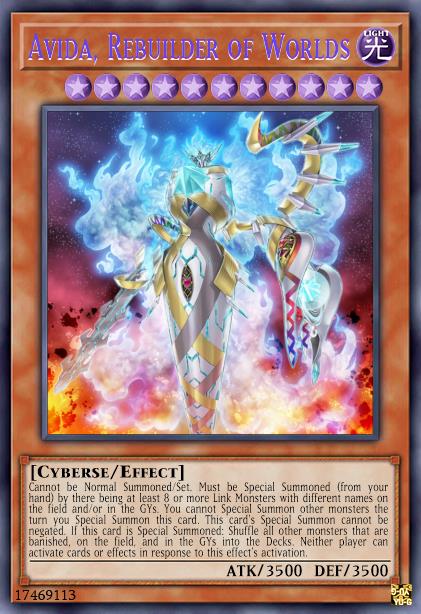 Avida, Rebuilder of Worlds
LIGHT
光
[Cyberse/Effect]
Cannot be Normal Summoned/Set. Must be Special Summoned (from your
hand) by there being at least 8 or more Link Monsters with different names on
the field and/or in the GYs. You cannot Special Summon other monsters the
turn you Special Summon this card. This card's Special Summon cannot be
negated. If this card is Special Summoned: Shuffle all other monsters that are
banished, on the field, and in the GYs into the Decks. Neither player can
activate cards or effects in response to this effect's activation.
ATK/3500 DEF/3500
17469113